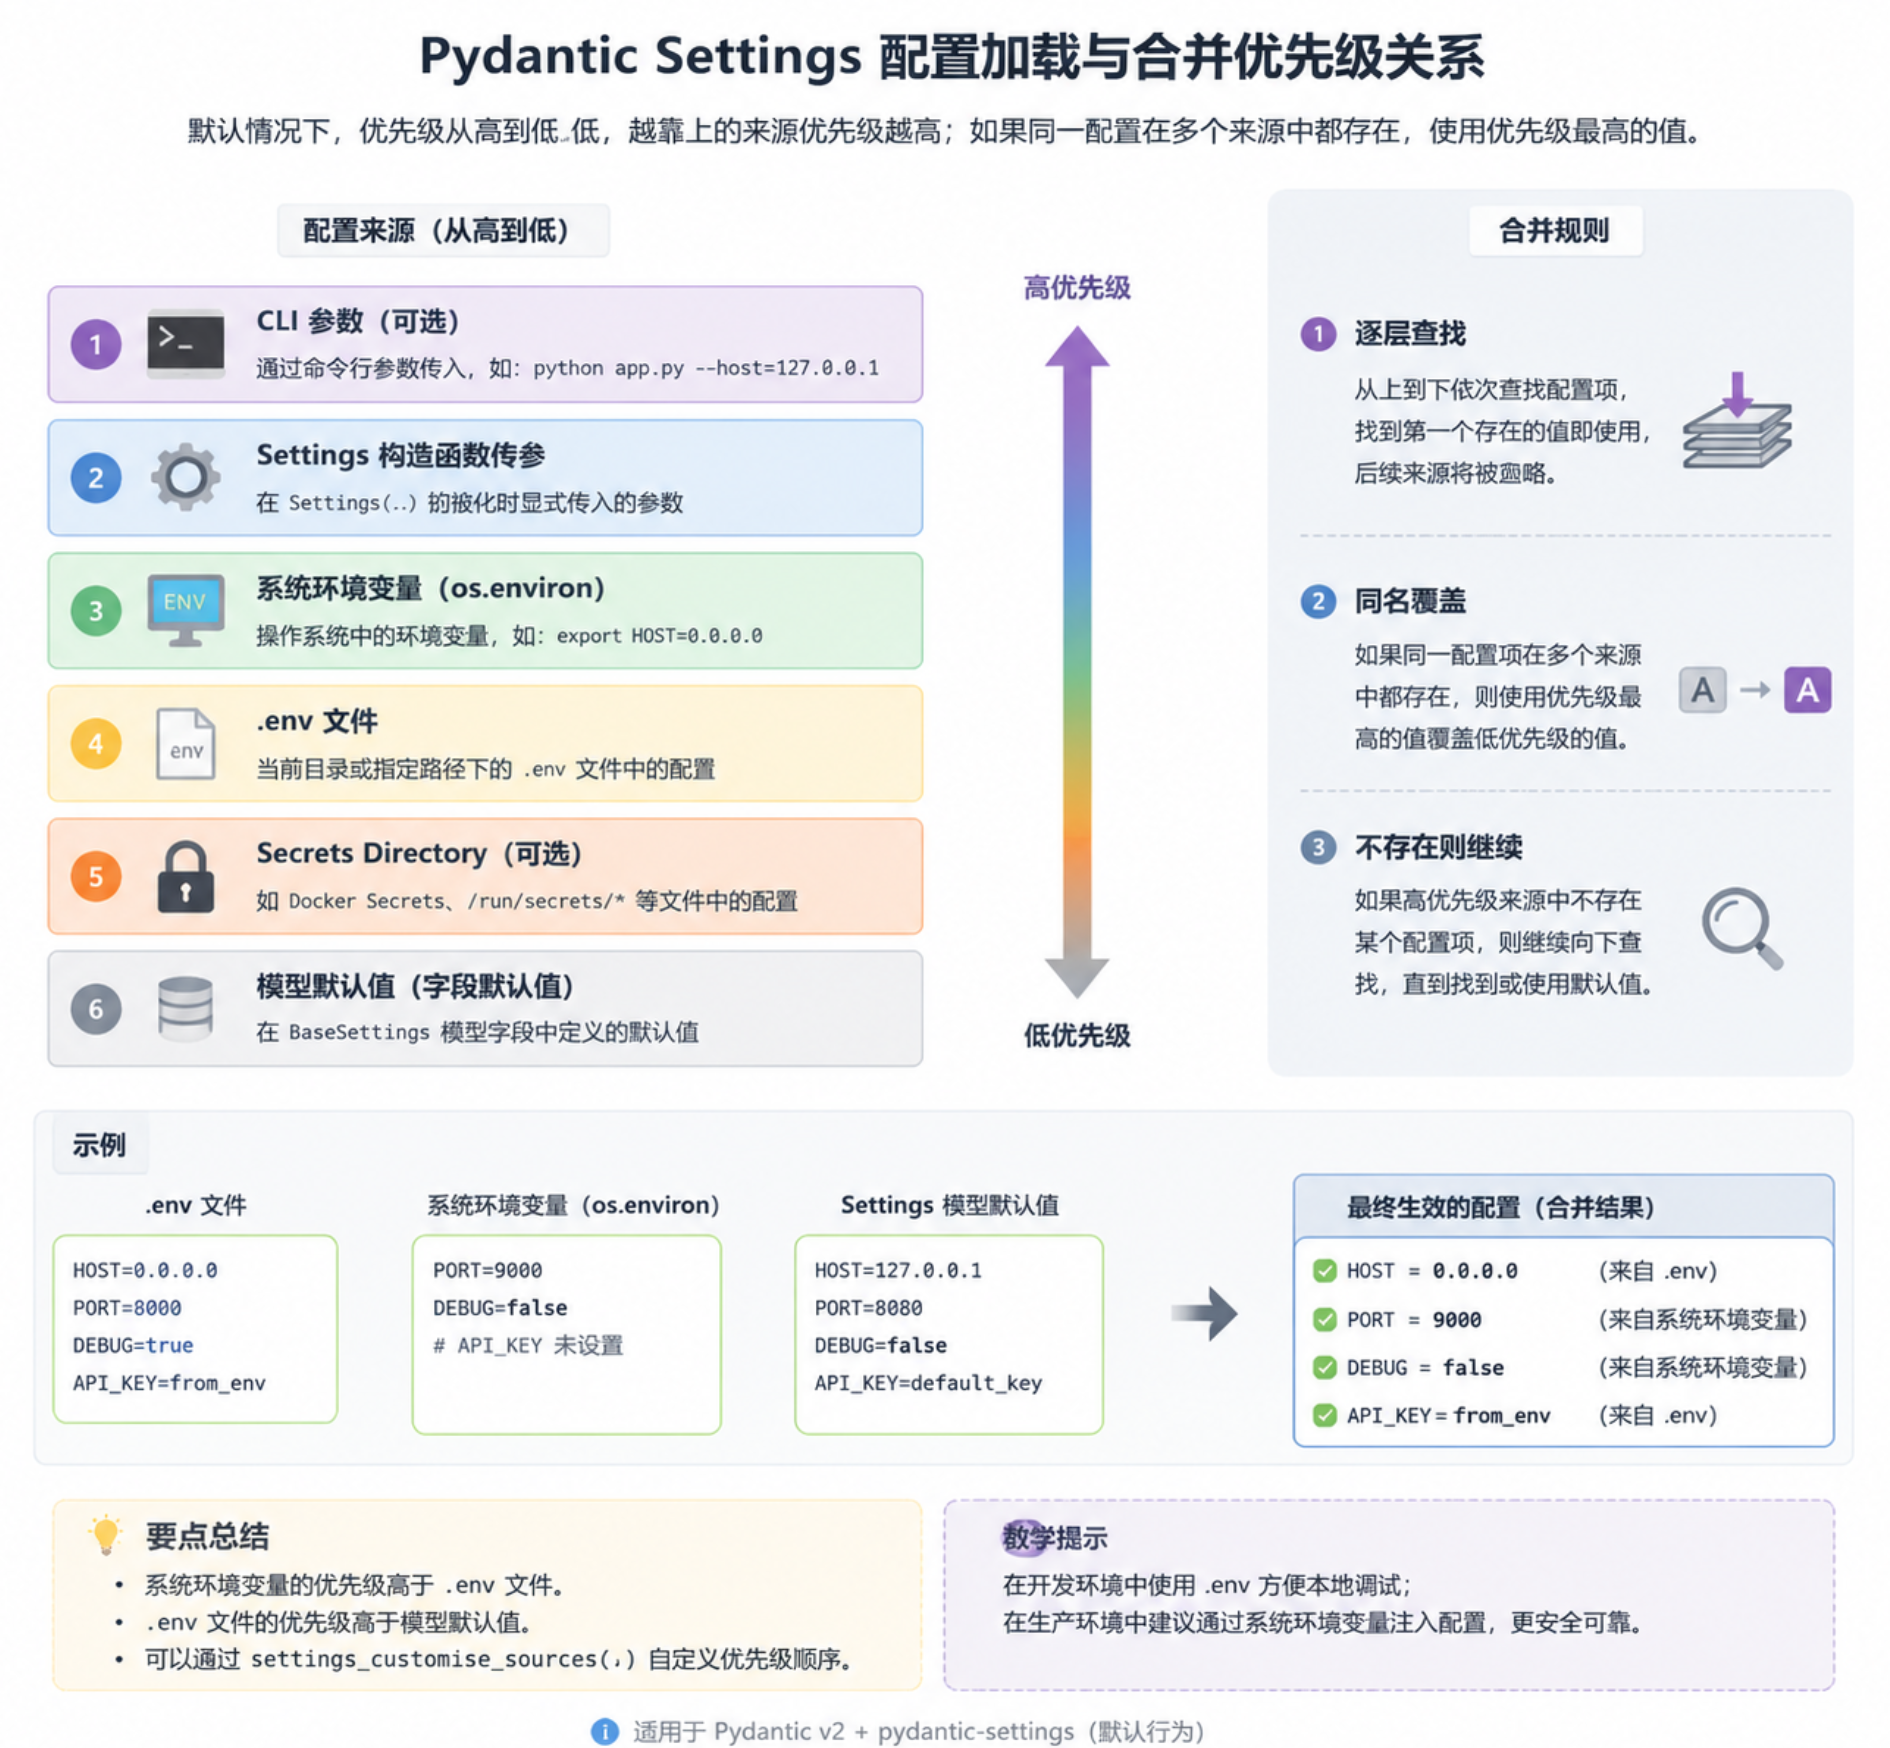 Pydantic Settings 配置加载与合并优先级关系
默认情况下，优先级从高到低..低，越靠上的来源优先级越高；如果同一配置在多个来源中都存在，使用优先级最高的值。
配置来源（从高到低）
1
CLI 参数（可选）
通过命令行参数传入，如：python app.py --host=127.0.0.1
2
Settings 构造函数传参
在 Settings(..) 时显式传入的参数
3
ENV
系统环境变量（os.environ）
操作系统中的环境变量，如：export HOST=0.0.0.0
4
env
.env 文件
当前目录或指定路径下的 .env 文件中的配置
5
Secrets Directory（可选）
如 Docker Secrets、/run/secrets/* 等文件中的配置
6
模型默认值（字段默认值）
在 BaseSettings 模型字段中定义的默认值
高优先级
低优先级
合并规则
1 逐层查找
从上到下依次查找配置项，
找到第一个存在的值即使用，
后续来源将被略。
2 同名覆盖
如果同一配置项在多个来源
中都存在，则使用优先级最
高的值覆盖低优先级的值。
A → A
3 不存在则继续
如果高优先级来源中不存在
某个配置项，则继续向下查
找，直到找到或使用默认值。
示例
.env 文件
HOST=0.0.0.0
PORT=8000
DEBUG=true
API_KEY=from_env
系统环境变量（os.environ）
PORT=9000
DEBUG=false
# API_KEY 未设置
Settings 模型默认值
HOST=127.0.0.1
PORT=8080
DEBUG=false
API_KEY=default_key
最终生效的配置（合并结果）
HOST = 0.0.0.0 （来自 .env）
PORT = 9000 （来自系统环境变量）
DEBUG = false （来自系统环境变量）
API_KEY = from_env （来自 .env）
要点总结
• 系统环境变量的优先级高于 .env 文件。
• .env 文件的优先级高于模型默认值。
• 可以通过 settings_customise_sources(,) 自定义优先级顺序。
学提示
在开发环境中使用 .env 方便本地调试；
在生产环境中建议通过系统环境变量注入配置，更安全可靠。
i 适用于 Pydantic v2 + pydantic-settings（默认行为）